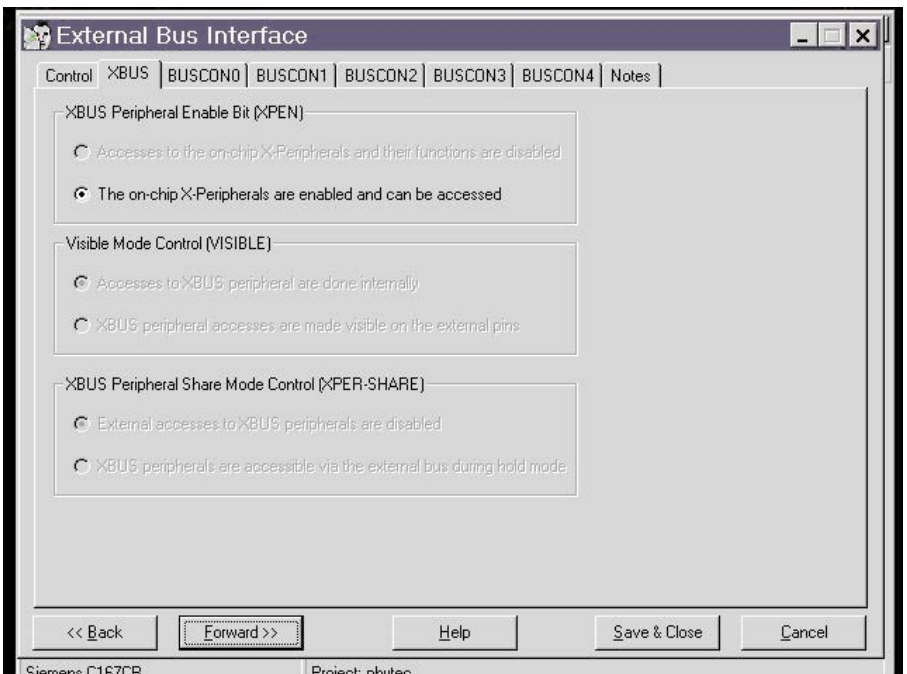 External Bus Interface
Control XBUS BUSCON0 BUSCON1 BUSCON2 BUSCON3 BUSCON4 Notes
XBUS Peripheral Enable Bit (XPEN)
Accesses to the on-chip X-Peripherals and their functions are disabled
The on-chip X-Peripherals are enabled and can be accessed
Visible Mode Control (VISIBLE)
Accesses to XBUS peripheral are done internally
XBUS peripheral accesses are made visible on the external pins
XBUS Peripheral Share Mode Control (XPER-SHARE)
External accesses to XBUS peripherals are disabled
XBUS peripherals are accessible via the external bus during hold mode
<< Back Forward >> Help Save & Close Cancel
Siemens C167CR Project: phytec